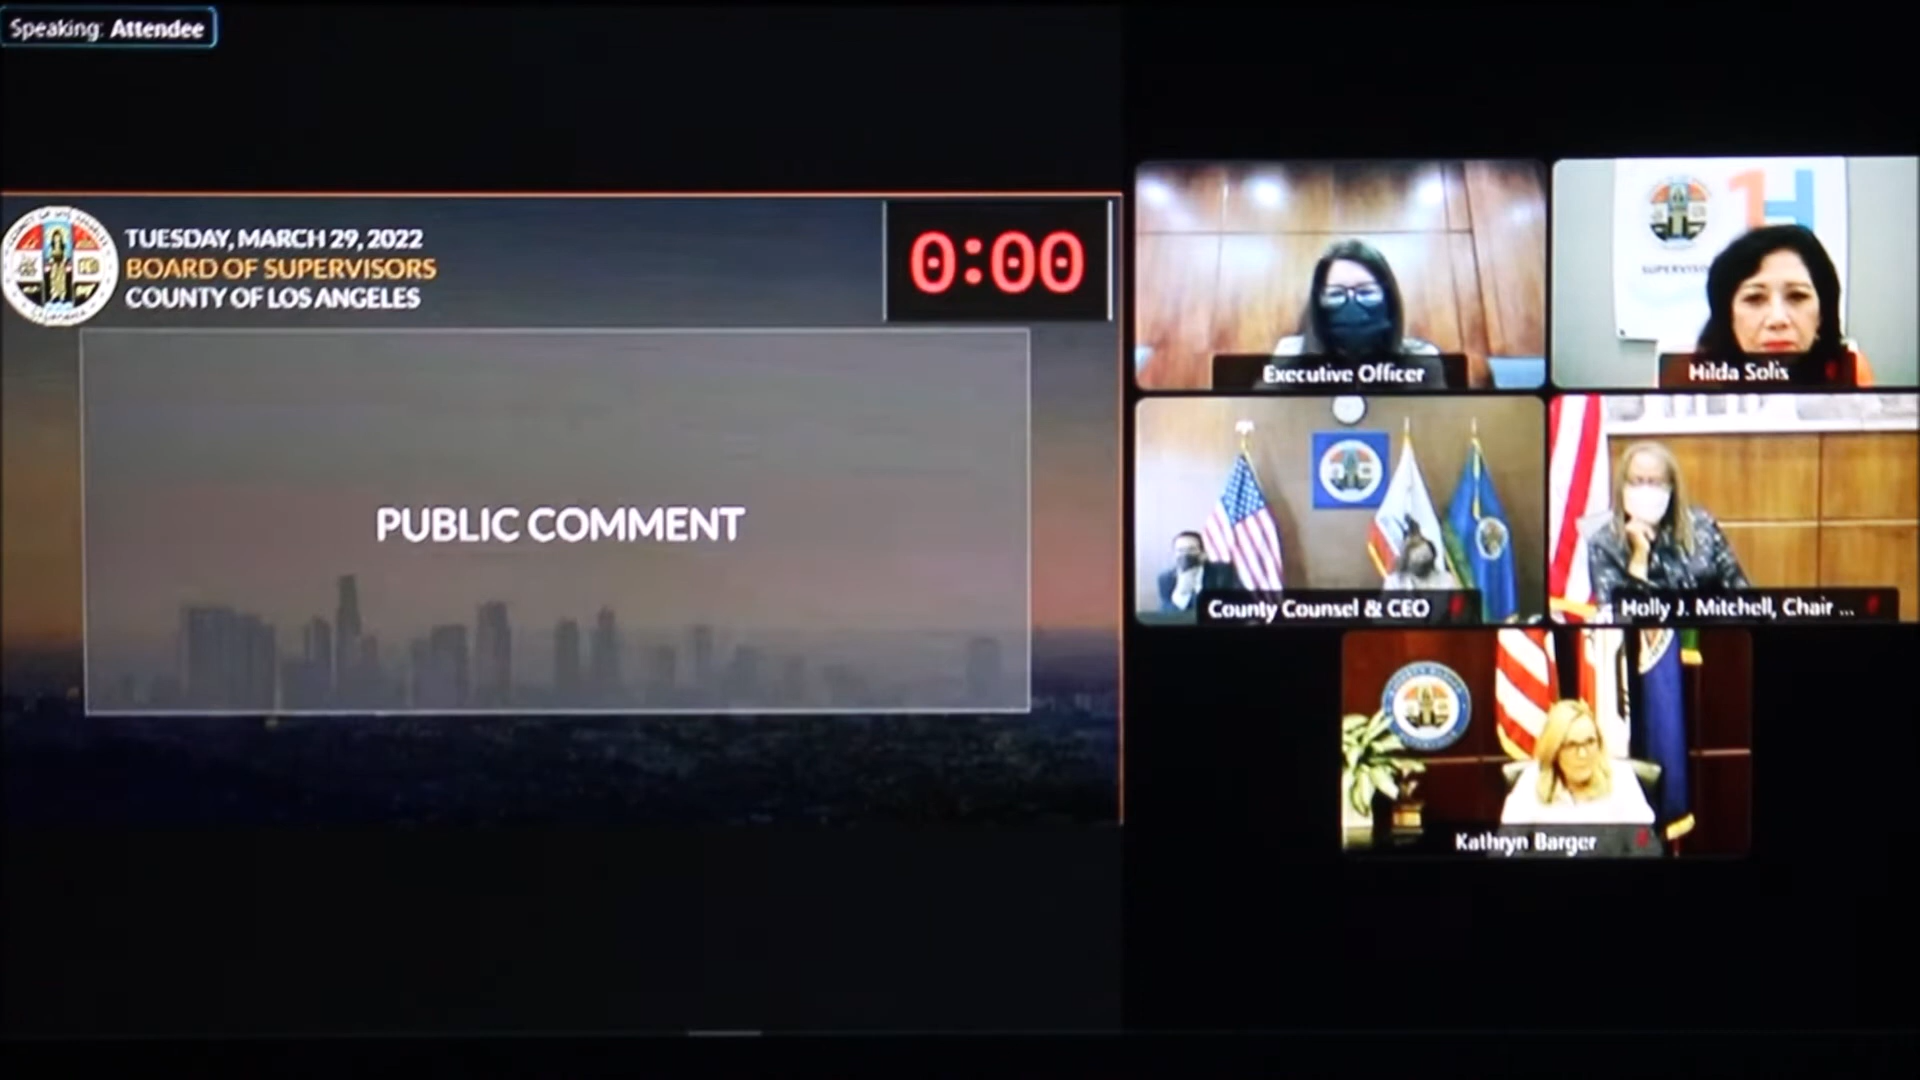 Speaking: Attendee
TUESDAY, MARCH 29, 2022
BOARD OF SUPERVISORS
COUNTY OF LOS ANGELES
0:00
PUBLIC COMMENT
Executive Officer
SUPERVISO
Hilda Solis
County Counsel & CEO
Holly J. Mitchell, Chair ...
Kathryn Barger